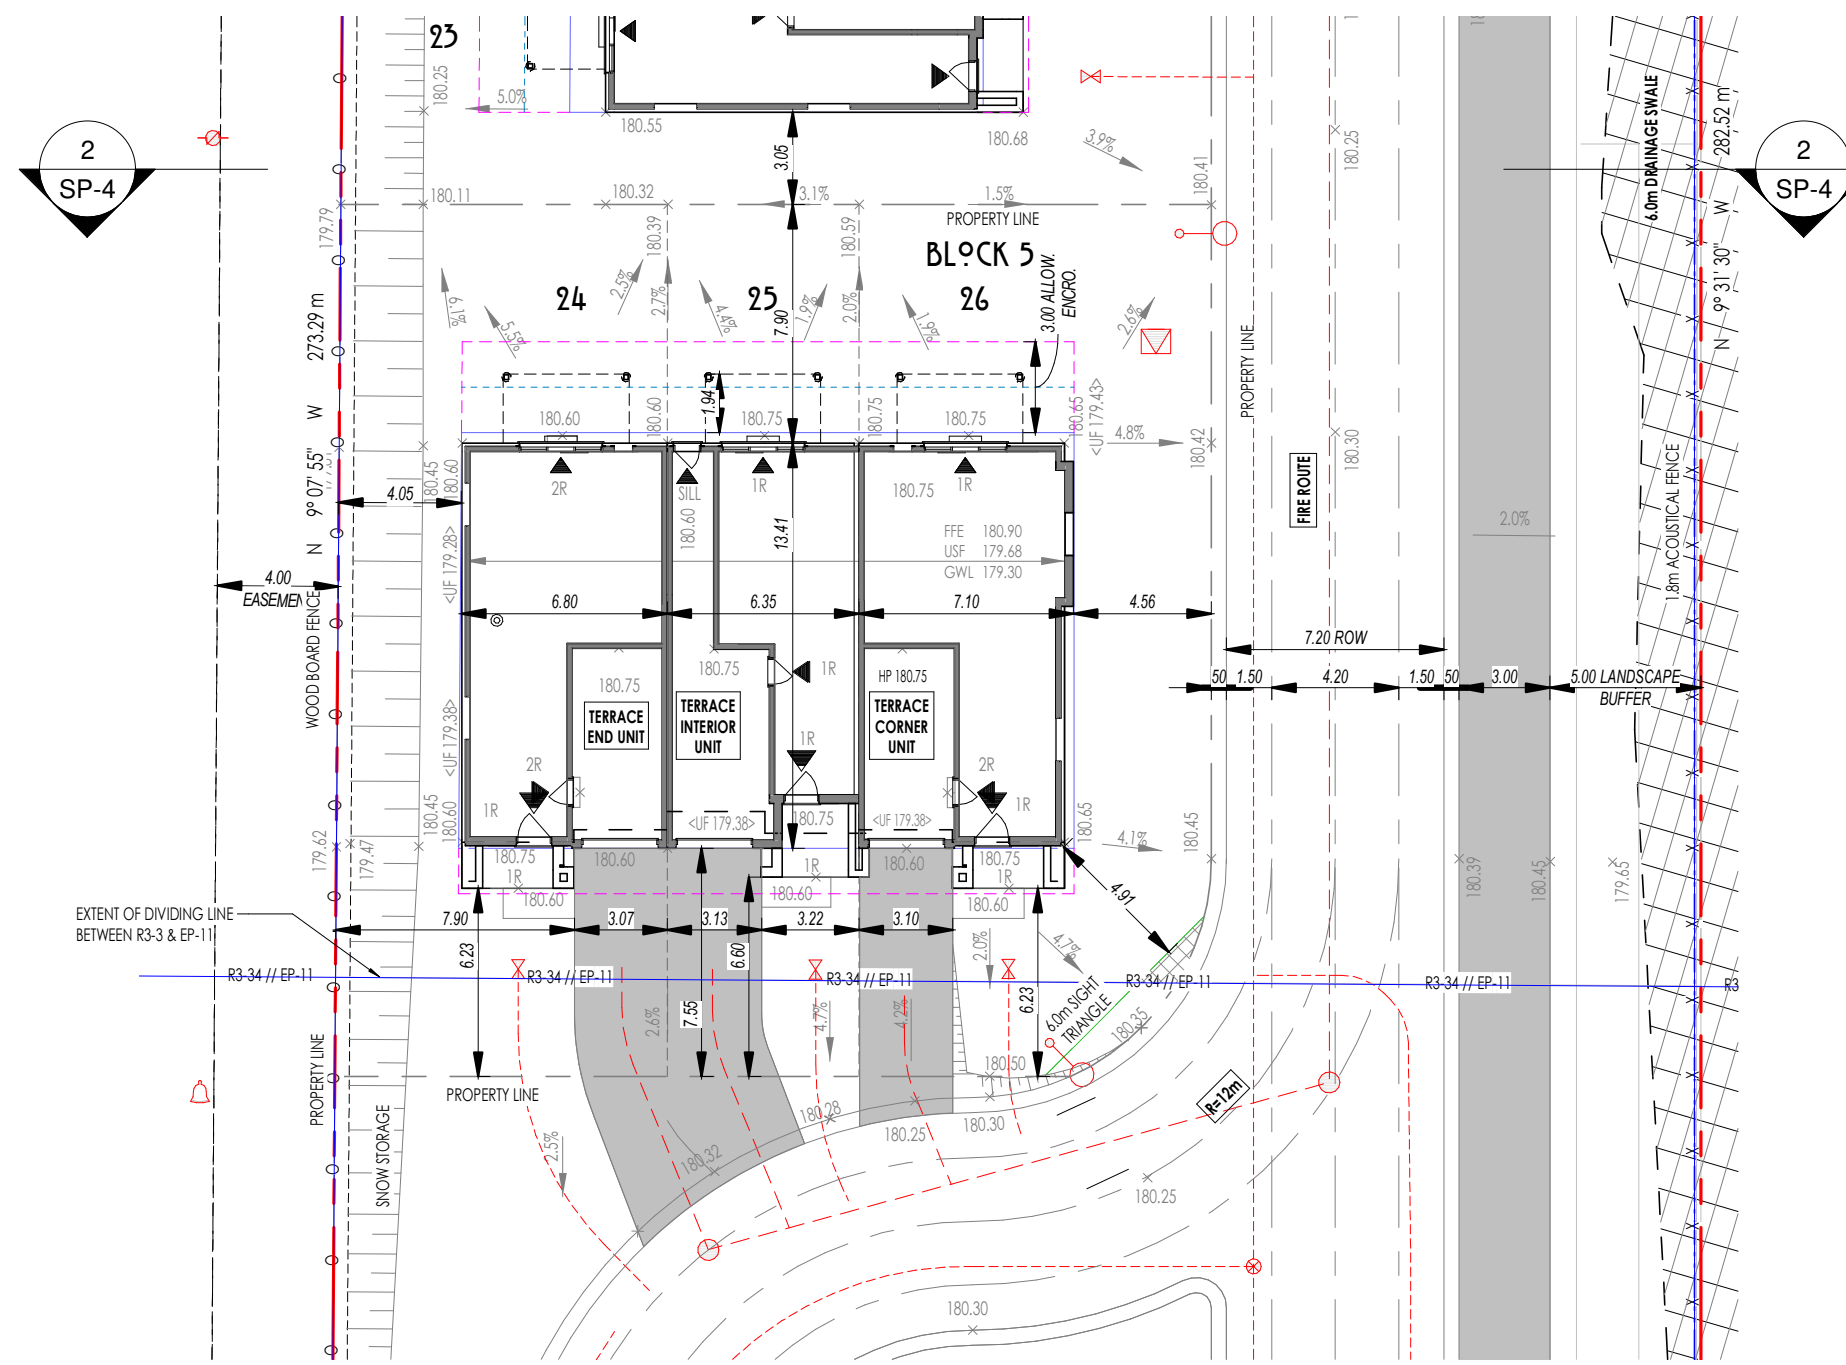 23
180.25
5.0%
180.55
180.68
3.05
3.9%
180.41
180.25
2
SP-4
2
SP-4
6.0m DRAINAGE SWALE
N 9° 31' 30" W 282.52 m
179.79
180.11
180.32
3.1%
1.5%
PROPERTY LINE
180.39
180.59
BLOCK 5
24
25
26
6.1%
5.5%
2.5%
2.7%
4.4%
1.9%
2.0%
1.9%
7.90
3.00 ALLOW.
ENCRO.
2.6%
N 9° 07' 55" W 273.29 m
PROPERTY LINE
1.94
180.60
180.60
180.75
180.75
180.75
180.65
<UF 179.43>
4.8%
180.42
180.30
FIRE ROUTE
180.45
180.60
4.05
2R
SILL
180.60
1R
13.41
180.75
1R
FFE 180.90
USF 179.68
GWL 179.30
2.0%
1.8m ACOUSTICAL FENCE
4.00
EASEMEN
WOOD BOARD FENCE
<UF 179.28>
6.80
6.35
7.10
4.56
7.20 ROW
50
1.50
4.20
1.50
50
3.00
5.00 LANDSCAPE
BUFFER
180.75
180.75
1R
HP 180.75
TERRACE
END UNIT
TERRACE
INTERIOR
UNIT
TERRACE
CORNER
UNIT
<UF 179.38>
2R
1R
1R
2R
1R
180.45
180.60
<UF 179.38>
180.75
<UF 179.38>
180.65
4.1%
180.45
179.62
179.47
180.75
1R
180.60
180.60
1R
180.60
180.60
180.75
1R
180.60
4.91
180.39
180.45
179.65
EXTENT OF DIVIDING LINE
BETWEEN R3-3 & EP-11
7.90
3.07
3.13
3.22
3.10
6.23
6.60
7.55
2.0%
4.7%
6.23
R3-34 // EP-11
R3-34 // EP-11
R3-34 // EP-11
R3-34 // EP-11
R3-34 // EP-11
R3
2.6%
4.7%
4.2%
6.0m SIGHT
TRIANGLE
180.35
180.50
PROPERTY LINE
PROPERTY LINE
SNOW STORAGE
2.5%
180.28
180.25
180.30
R=12m
180.32
180.25
180.30